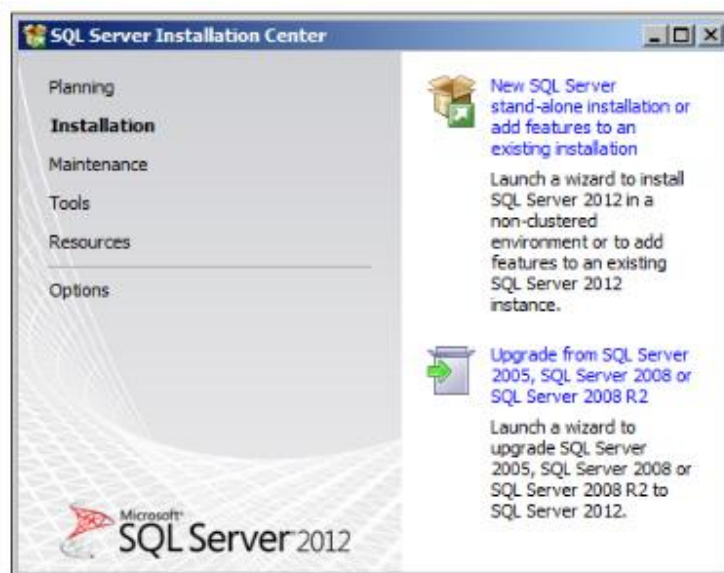 SQL Server Installation Center
Planning
Installation
Maintenance
Tools
Resources
Options
New SQL Server
stand-alone installation or
add features to an
existing installation
Launch a wizard to install
SQL Server 2012 in a
non-clustered
environment or to add
features to an existing
SQL Server 2012
instance.
Upgrade from SQL Server
2005, SQL Server 2008 or
SQL Server 2008 R2
Launch a wizard to
upgrade SQL Server
2005, SQL Server 2008 or
SQL Server 2008 R2 to
SQL Server 2012.
Microsoft®
SQL Server 2012